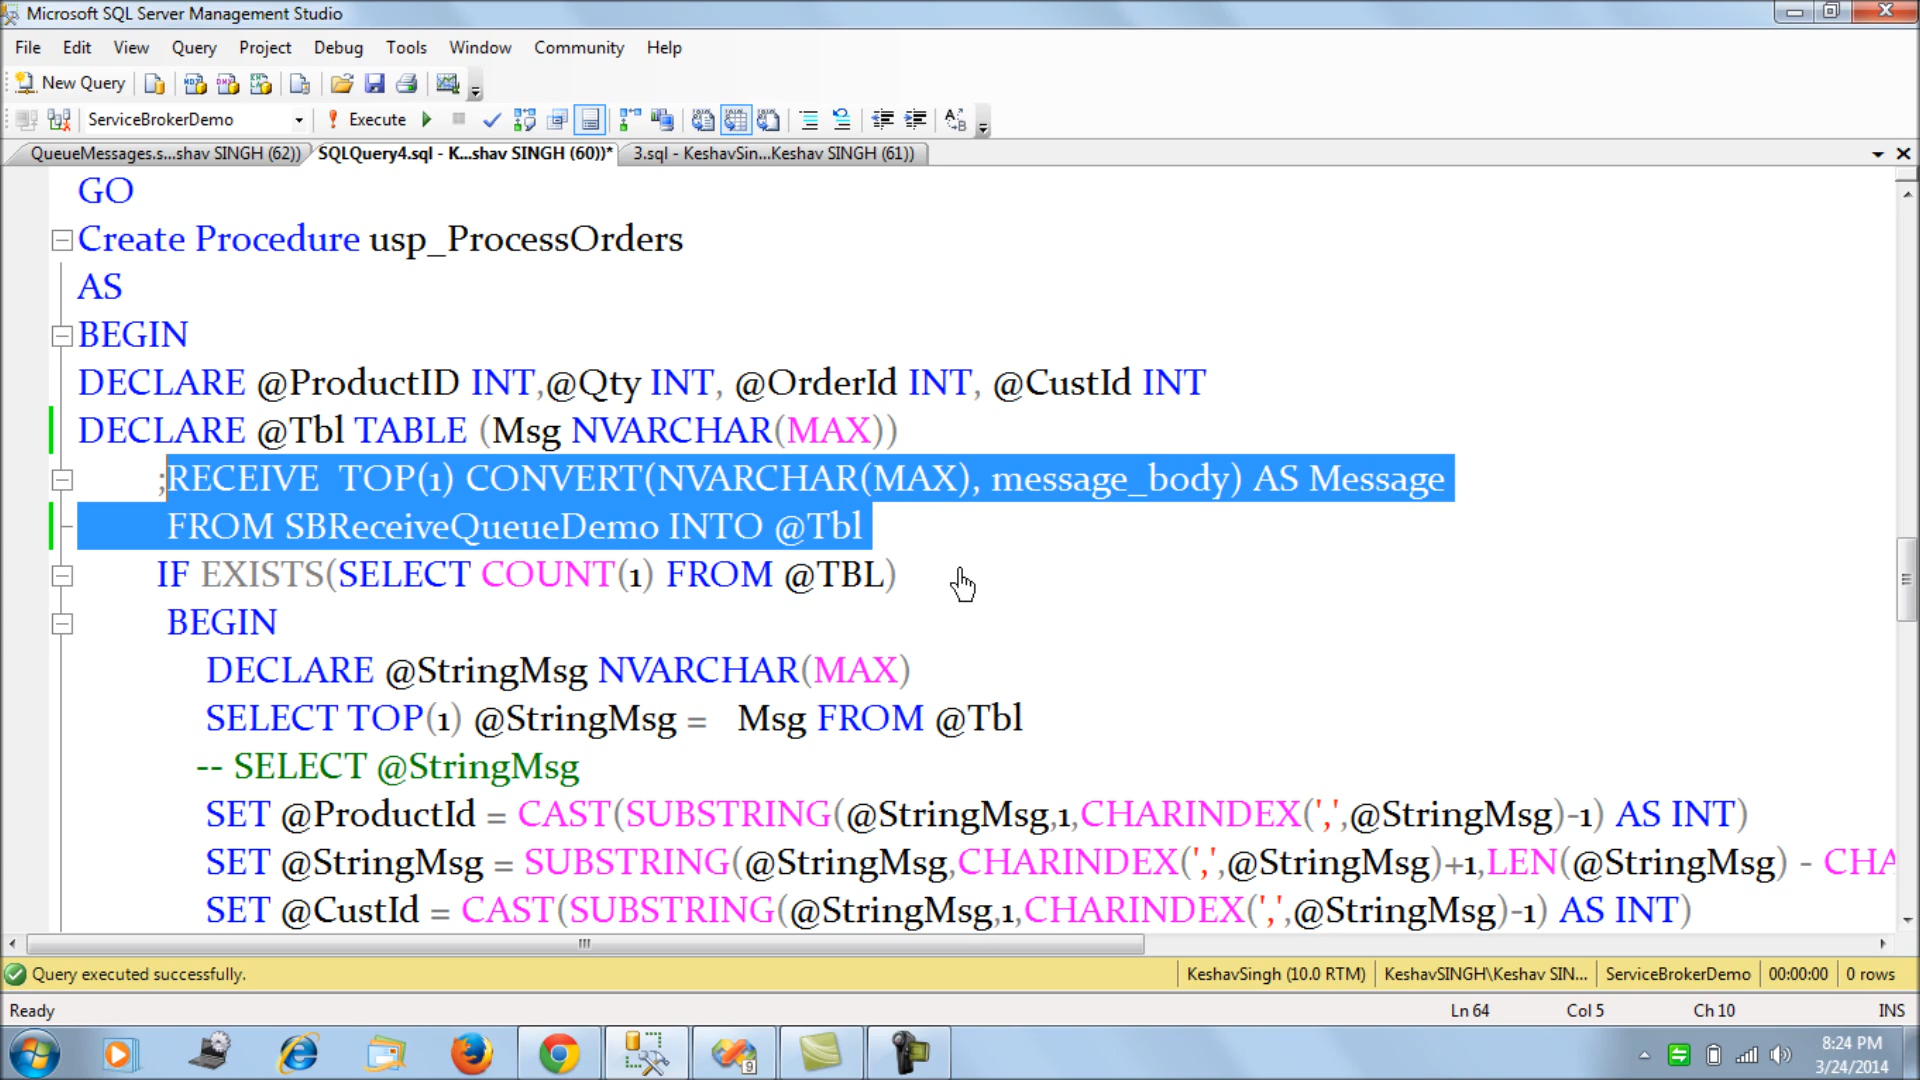 Microsoft SQL Server Management Studio
File Edit View Query Project Debug Tools Window Community Help
New Query
ServiceBrokerDemo Execute
QueueMessages.s...shav SINGH (62)) SQLQuery4.sql - K...shav SINGH (60))* 3.sql - KeshavSin...Keshav SINGH (61))
GO
Create Procedure usp_ProcessOrders
AS
BEGIN
DECLARE @ProductID INT,@Qty INT, @OrderId INT, @CustId INT
DECLARE @Tbl TABLE (Msg NVARCHAR(MAX))
;RECEIVE TOP(1) CONVERT(NVARCHAR(MAX), message_body) AS Message
FROM SBReceiveQueueDemo INTO @Tbl
IF EXISTS(SELECT COUNT(1) FROM @TBL)
BEGIN
DECLARE @StringMsg NVARCHAR(MAX)
SELECT TOP(1) @StringMsg = Msg FROM @Tbl
-- SELECT @StringMsg
SET @ProductId = CAST(SUBSTRING(@StringMsg,1,CHARINDEX(',',@StringMsg)-1) AS INT)
SET @StringMsg = SUBSTRING(@StringMsg,CHARINDEX(',',@StringMsg)+1,LEN(@StringMsg) - CHA
SET @CustId = CAST(SUBSTRING(@StringMsg,1,CHARINDEX(',',@StringMsg)-1) AS INT)
Query executed successfully. KeshavSingh (10.0 RTM) KeshavSINGH\Keshav SIN... ServiceBrokerDemo 00:00:00 0 rows
Ready Ln 64 Col 5 Ch 10 INS
8:24 PM
3/24/2014